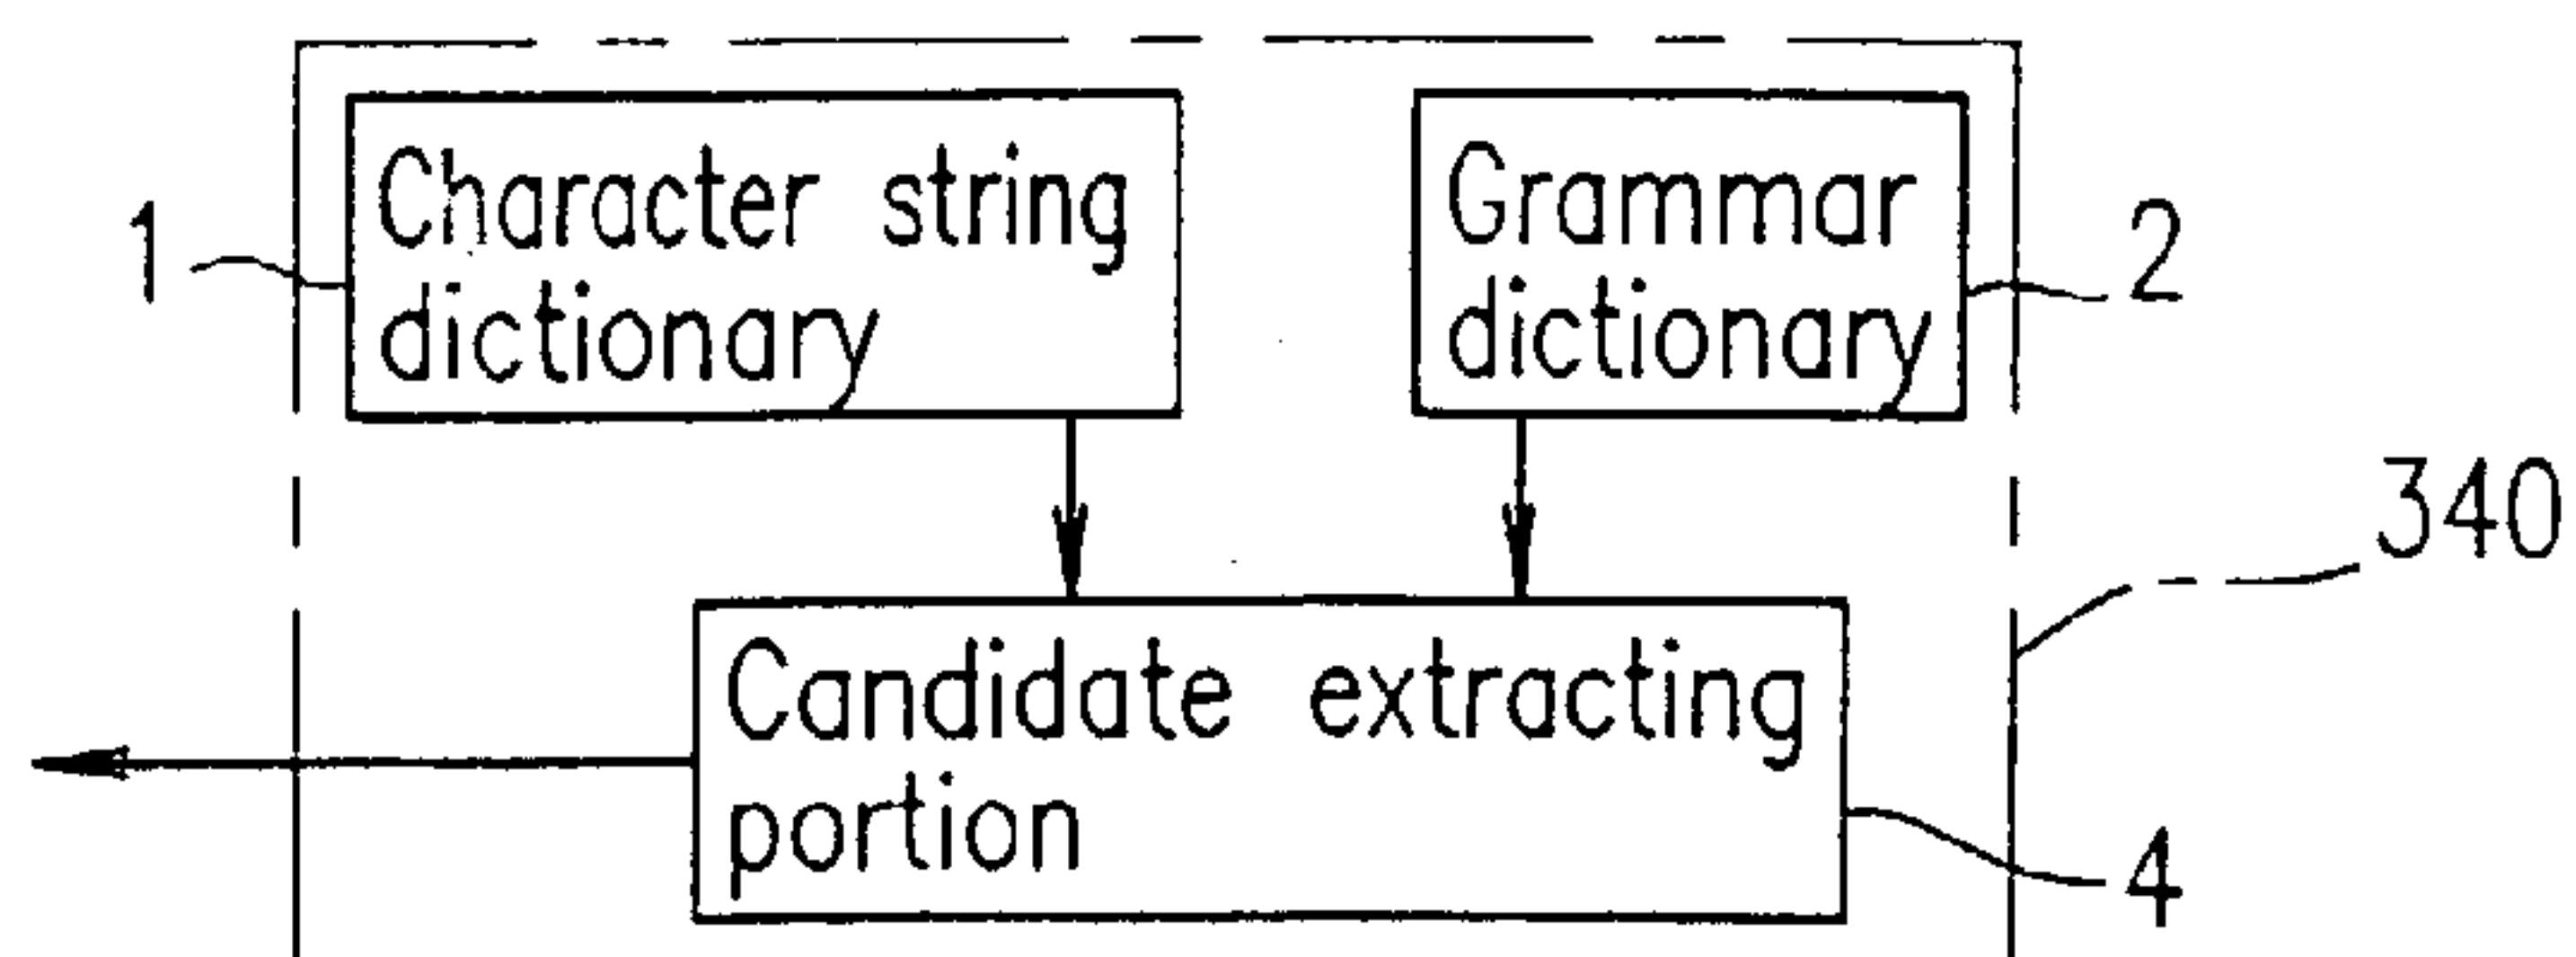 1
Character string
dictionary
Grammar
dictionary
2
340
Candidate extracting
portion
4